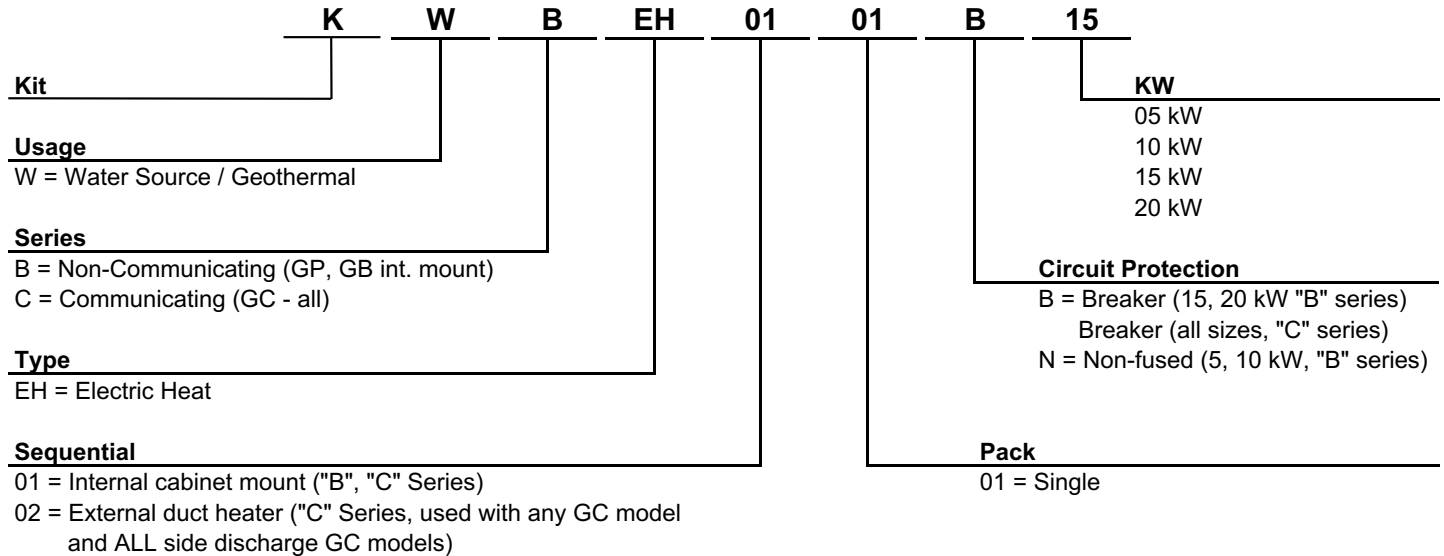 K W B EH 01 01 B 15
Kit
Usage
W = Water Source / Geothermal
Series
B = Non-Communicating (GP, GB int. mount)
C = Communicating (GC - all)
Type
EH = Electric Heat
Sequential
01 = Internal cabinet mount ("B", "C" Series)
02 = External duct heater ("C" Series, used with any GC model
and ALL side discharge GC models)
KW
05 kW
10 kW
15 kW
20 kW
Circuit Protection
B = Breaker (15, 20 kW "B" series)
Breaker (all sizes, "C" series)
N = Non-fused (5, 10 kW, "B" series)
Pack
01 = Single